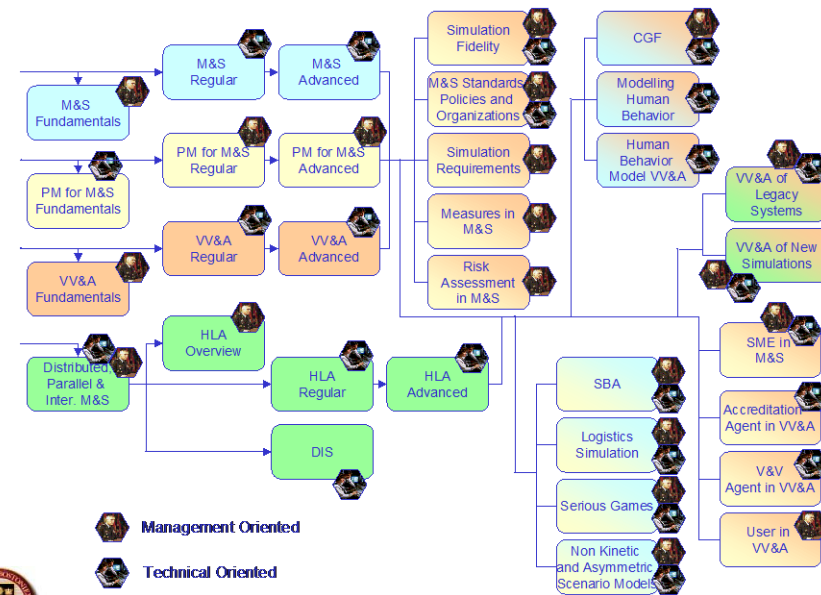 M&S
Regular
M&S
Advanced
M&S
Fundamentals
PM for M&S
Regular
PM for M&S
Advanced
PM for M&S
Fundamentals
VV&A
Regular
VV&A
Advanced
VV&A
Fundamentals
HLA
Overview
Distributed,
Parallel &
Inter. M&S
HLA
Regular
HLA
Advanced
DIS
Simulation
Fidelity
M&S Standards,
Policies and
Organizations
Simulation
Requirements
Measures in
M&S
Risk
Assessment
in M&S
CGF
Modelling
Human
Behavior
Human
Behavior
Model VV&A
VV&A of
Legacy
Systems
VV&A of New
Simulations
SBA
Logistics
Simulation
Serious Games
Non Kinetic
and Asymmetric
Scenario Models
SME in
M&S
Accreditation
Agent in VV&A
V&V
Agent in VV&A
User in
VV&A
Management Oriented
Technical Oriented